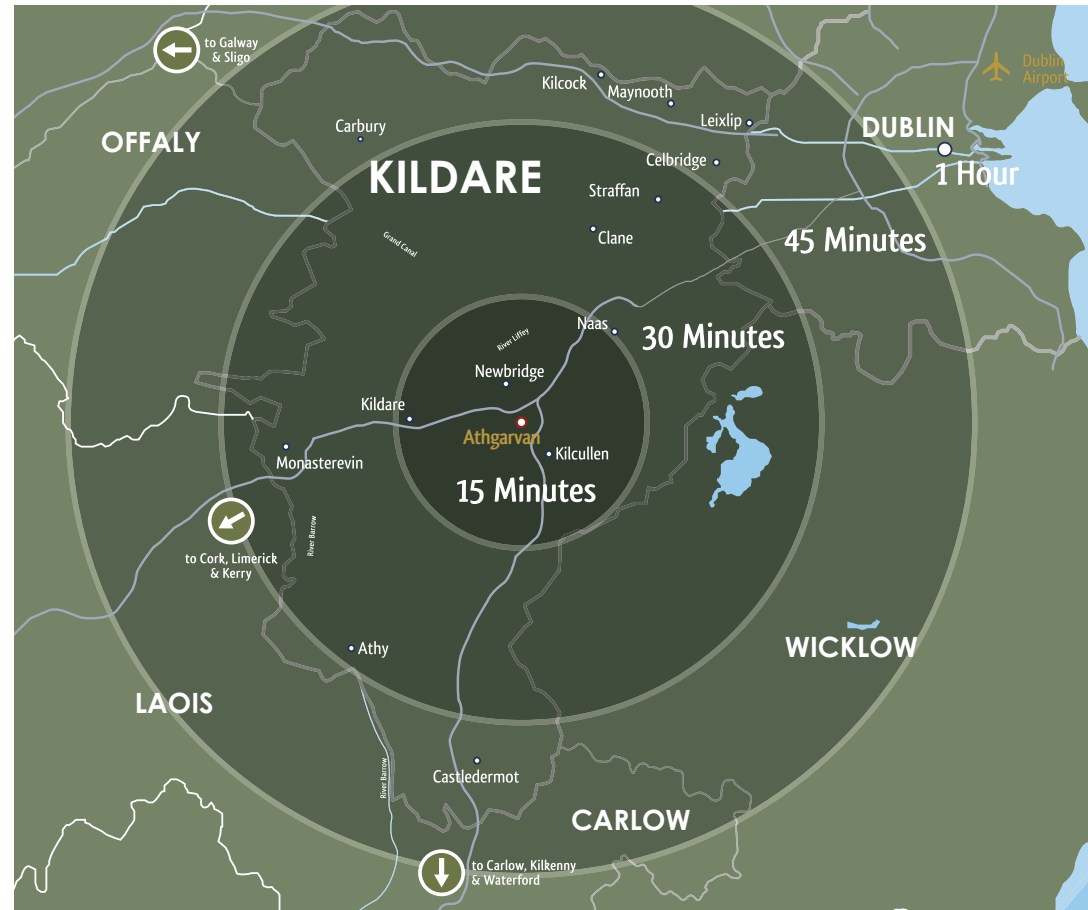 to Galway
& Sligo
Dublin
Airport
Kilcock
Maynooth
Leixlip
Carbury
OFFALY
DUBLIN
1 Hour
Celbridge
KILDARE
Straffan
Clane
45 Minutes
Grand Canal
Naas
30 Minutes
River Liffey
Newbridge
Kildare
Athgarvan
Kilcullen
Monasterevin
15 Minutes
River Barrow
to Cork, Limerick
& Kerry
Athy
WICKLOW
LAOIS
River Barrow
Castledermot
CARLOW
to Carlow, Kilkenny
& Waterford